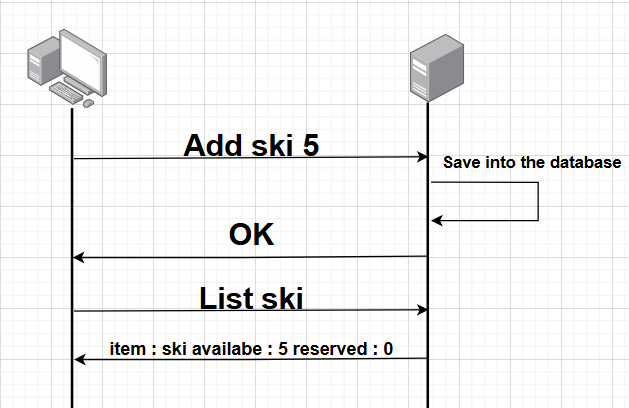 Add ski 5
Save into the database
OK
List ski
item : ski availabe : 5 reserved : 0